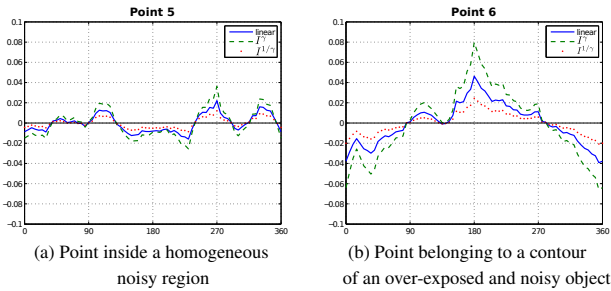 Point 5
0.1
0.08
0.06
0.04
0.02
0
−0.02
−0.04
−0.06
−0.08
−0.1
0 90 180 270 360
linear
I^γ
I^{1/γ}
(a) Point inside a homogeneous
noisy region
Point 6
0.1
0.08
0.06
0.04
0.02
0
−0.02
−0.04
−0.06
−0.08
−0.1
0 90 180 270 360
linear
I^γ
I^{1/γ}
(b) Point belonging to a contour
of an over-exposed and noisy object